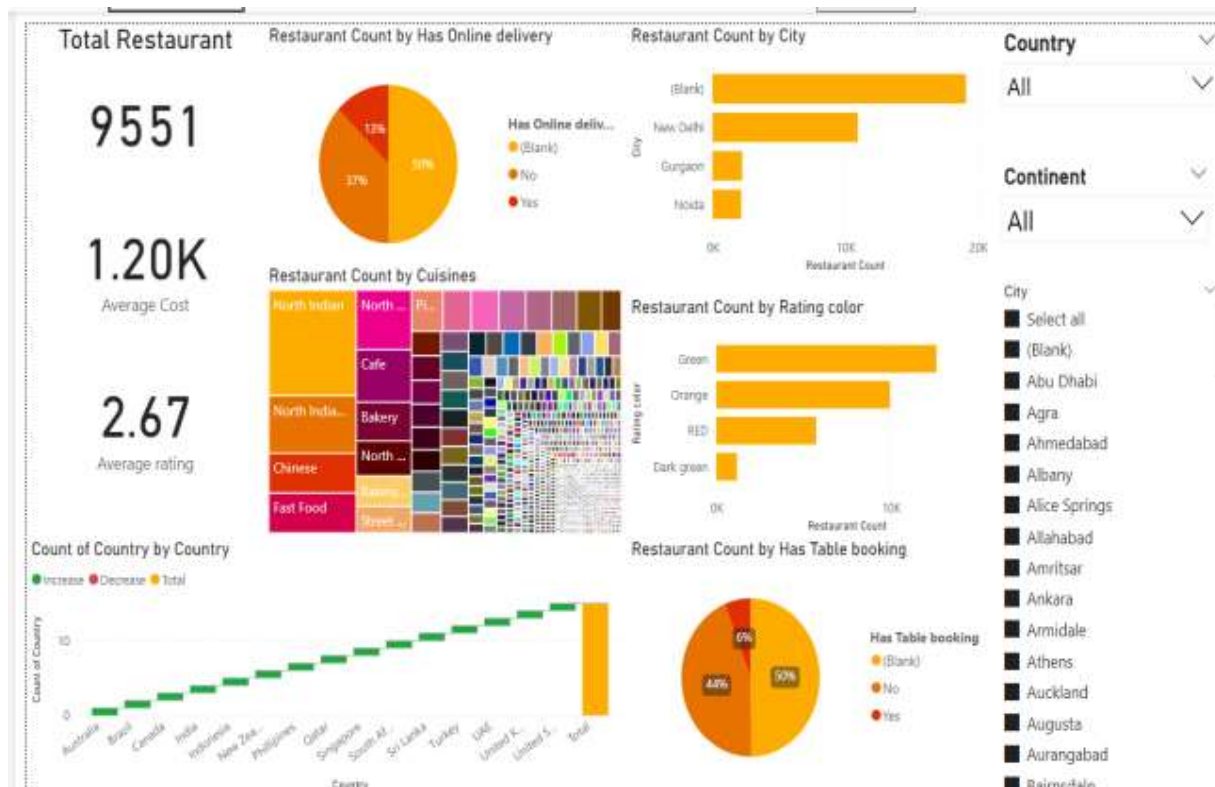 Total Restaurant
9551
1.20K
Average Cost
2.67
Average rating
Restaurant Count by Has Online delivery
13%
37%
50%
Has Online deliv...
(Blank)
No
Yes
Restaurant Count by City
City
(Blank)
New Delhi
Gurgaon
Noida
0K
10K
20K
Restaurant Count
Restaurant Count by Cuisines
North Indian
North ...
Pi...
Cafe
North India...
Bakery
Chinese
North ...
Fast Food
Bakery...
Street ...
Restaurant Count by Rating color
Rating color
Green
Orange
RED
Dark green
0K
10K
Restaurant Count
Count of Country by Country
Increase
Decrease
Total
Count of Country
10
0
Australia
Brazil
Canada
India
Indonesia
New Zea...
Philipines
Qatar
Singapore
South Af...
Sri Lanka
Turkey
UAE
United K...
United S...
Total
Country
Restaurant Count by Has Table booking
6%
44%
50%
Has Table booking
(Blank)
No
Yes
Country
All
Continent
All
City
Select all
(Blank)
Abu Dhabi
Agra
Ahmedabad
Albany
Alice Springs
Allahabad
Amritsar
Ankara
Armidale
Athens
Auckland
Augusta
Aurangabad
Bairnsdale